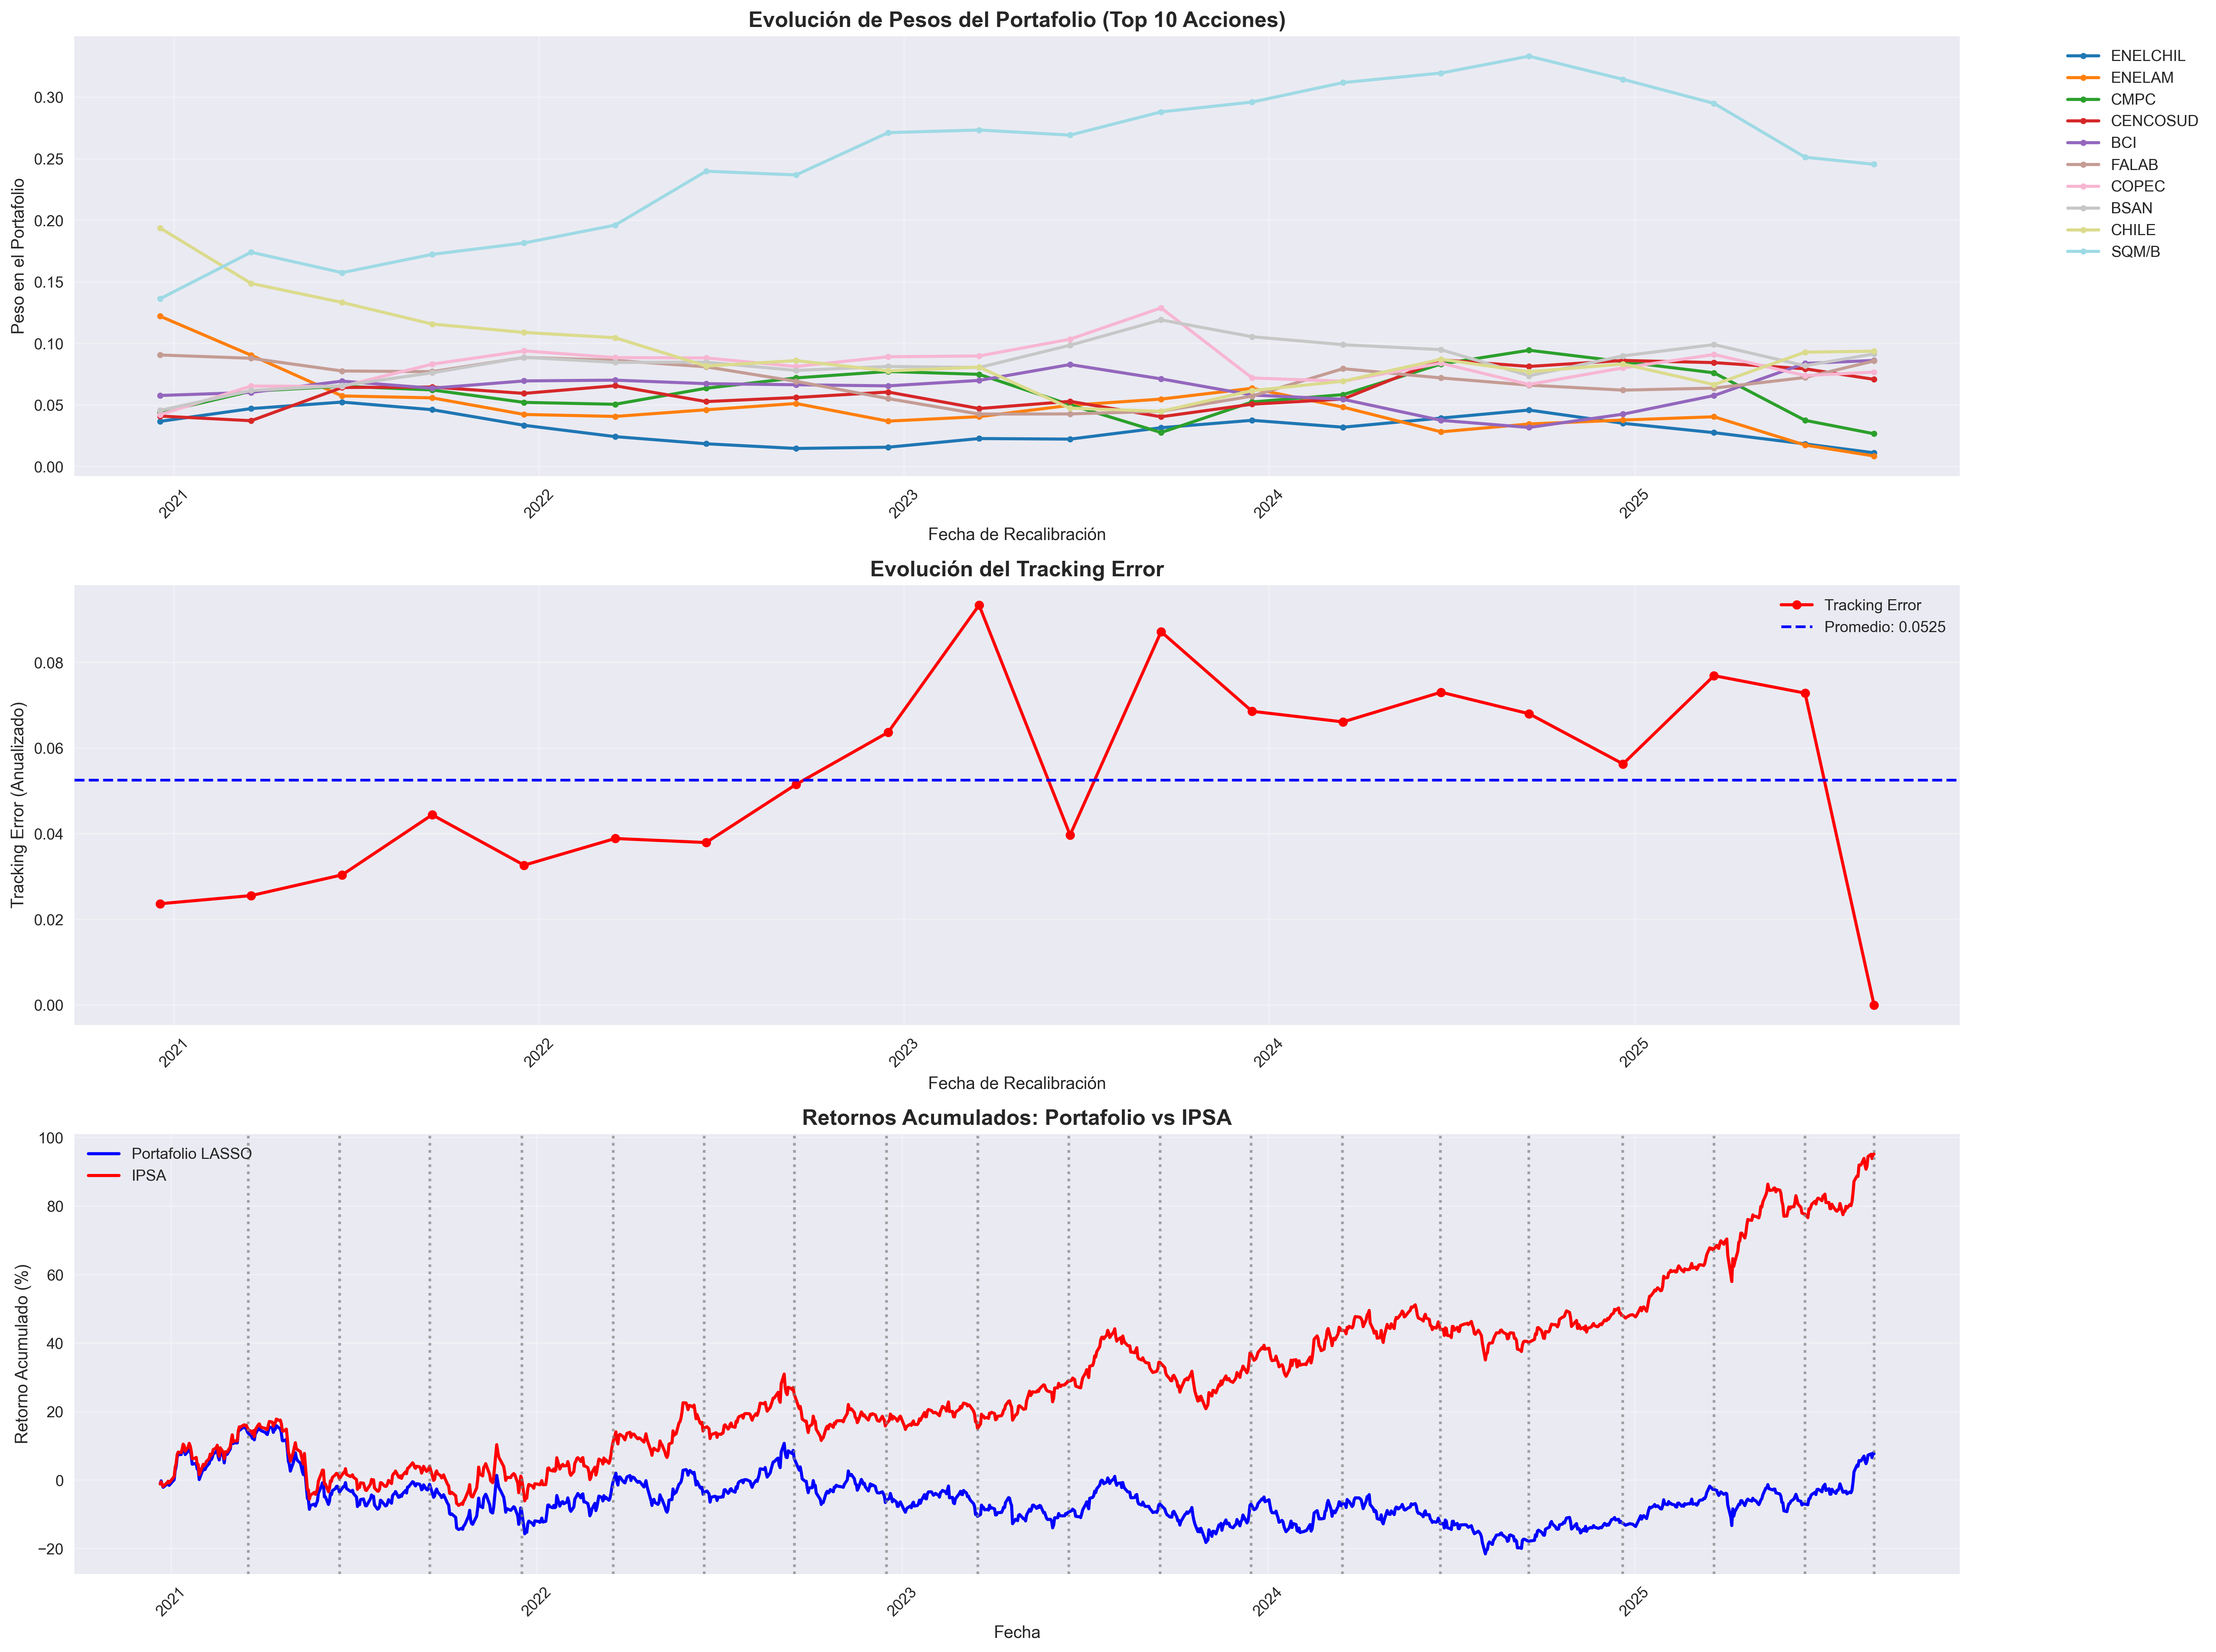 Evolución de Pesos del Portafolio (Top 10 Acciones)
Peso en el Portafolio
0.30
0.25
0.20
0.15
0.10
0.05
0.00
2021
2022
2023
2024
2025
Fecha de Recalibración
ENELCHIL
ENELAM
CMPC
CENCOSUD
BCI
FALAB
COPEC
BSAN
CHILE
SQM/B
Evolución del Tracking Error
Tracking Error (Anualizado)
0.08
0.06
0.04
0.02
0.00
Tracking Error
Promedio: 0.0525
2021
2022
2023
2024
2025
Fecha de Recalibración
Retornos Acumulados: Portafolio vs IPSA
Retorno Acumulado (%)
100
80
60
40
20
0
−20
Portafolio LASSO
IPSA
2021
2022
2023
2024
2025
Fecha